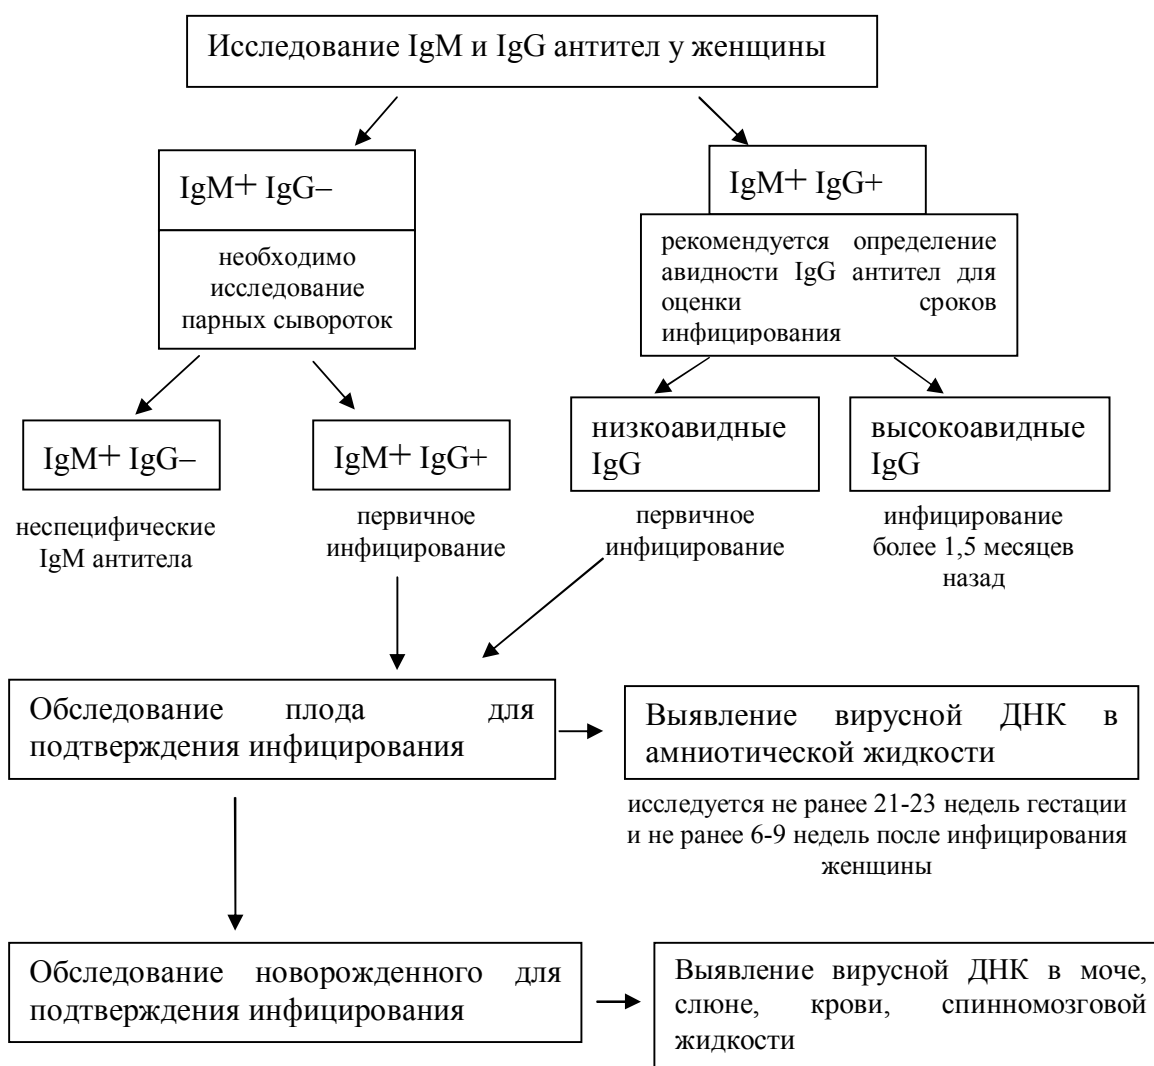 Исследование IgM и IgG антител у женщины
IgM+ IgG–
необходимо
исследование
парных сывороток
IgM+ IgG+
рекомендуется определение
авидности IgG антител для
оценки сроков
инфицирования
IgM+ IgG–
неспецифические
IgM антитела
IgM+ IgG+
первичное
инфицирование
низкоавидные
IgG
первичное
инфицирование
высокоавидные
IgG
инфицирование
более 1,5 месяцев
назад
Обследование плода для
подтверждения инфицирования
Выявление вирусной ДНК в
амниотической жидкости
исследуется не ранее 21-23 недель гестации
и не ранее 6-9 недель после инфицирования
женщины
Обследование новорожденного для
подтверждения инфицирования
Выявление вирусной ДНК в моче,
слюне, крови, спинномозговой
жидкости